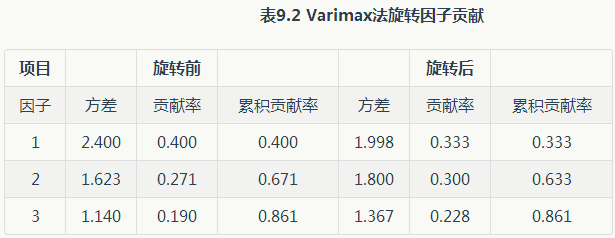 表9.2 Varimax法旋转因子贡献
项目 旋转前 旋转后
因子 方差 贡献率 累积贡献率 方差 贡献率 累积贡献率
1 2.400 0.400 0.400 1.998 0.333 0.333
2 1.623 0.271 0.671 1.800 0.300 0.633
3 1.140 0.190 0.861 1.367 0.228 0.861